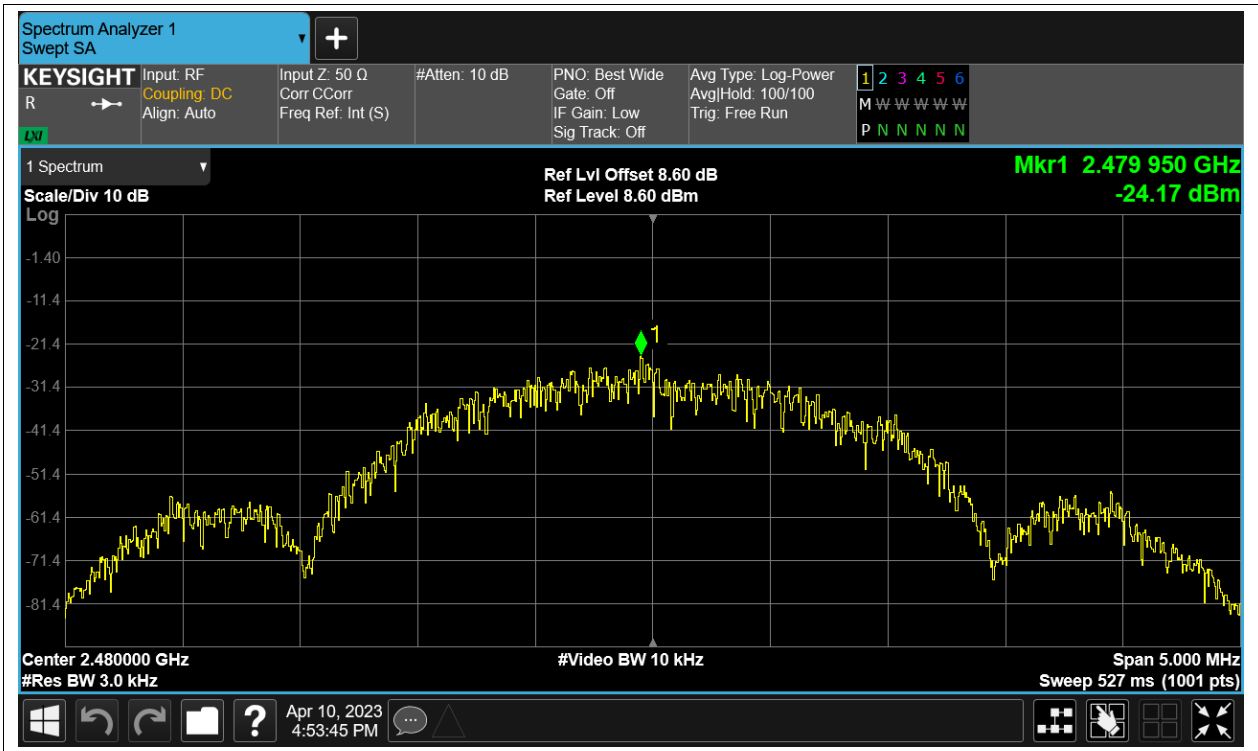 Spectrum Analyzer 1
Swept SA
KEYSIGHT
R
LXI
Input: RF
Coupling: DC
Align: Auto
Input Z: 50 Ω
Corr CCorr
Freq Ref: Int (S)
#Atten: 10 dB
PNO: Best Wide
Gate: Off
IF Gain: Low
Sig Track: Off
Avg Type: Log-Power
Avg|Hold: 100/100
Trig: Free Run
1 2 3 4 5 6
M W W W W W
P N N N N N
1 Spectrum
Scale/Div 10 dB
Log
Ref Lvl Offset 8.60 dB
Ref Level 8.60 dBm
Mkr1 2.479 950 GHz
-24.17 dBm
-1.40
-11.4
1
-21.4
-31.4
-41.4
-51.4
-61.4
-71.4
-81.4
Center 2.480000 GHz
#Video BW 10 kHz
Span 5.000 MHz
#Res BW 3.0 kHz
Sweep 527 ms (1001 pts)
?
Apr 10, 2023
4:53:45 PM